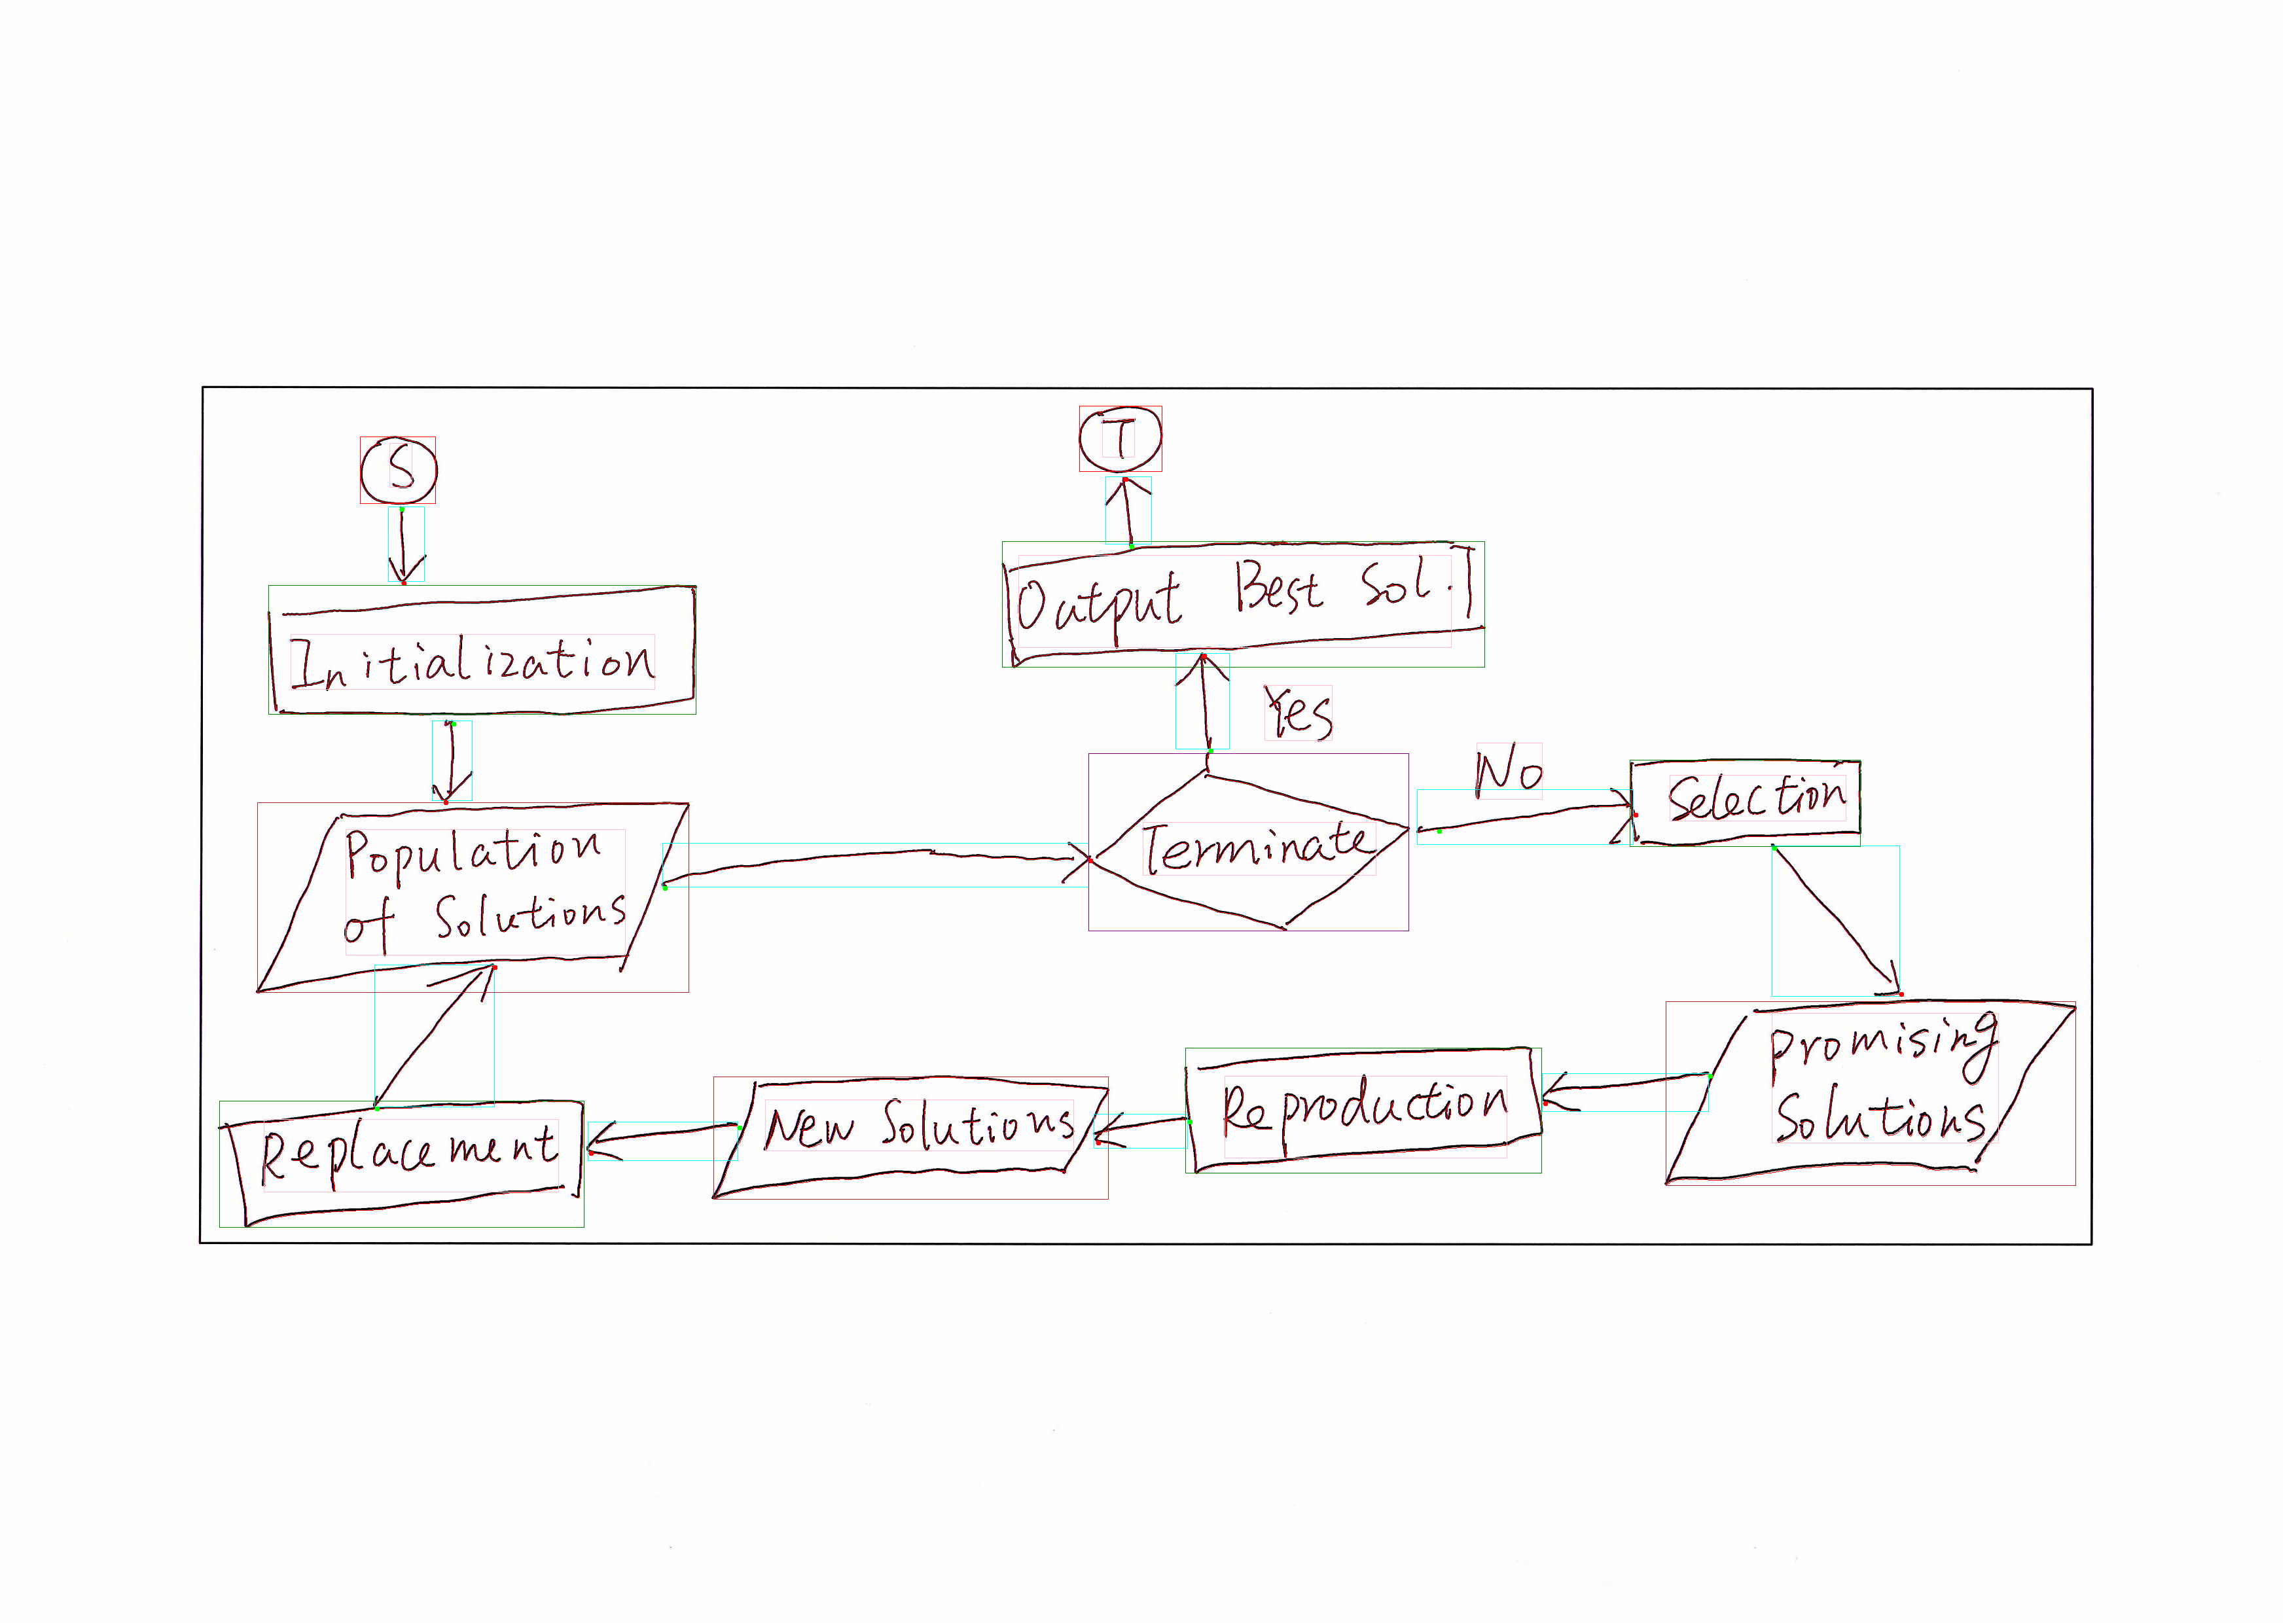 S
T
Initialization
Output Best Sol.
Yes
No
Population
of Solutions
Terminate
Selection
Promising
Solutions
Reproduction
New Solutions
Replacement